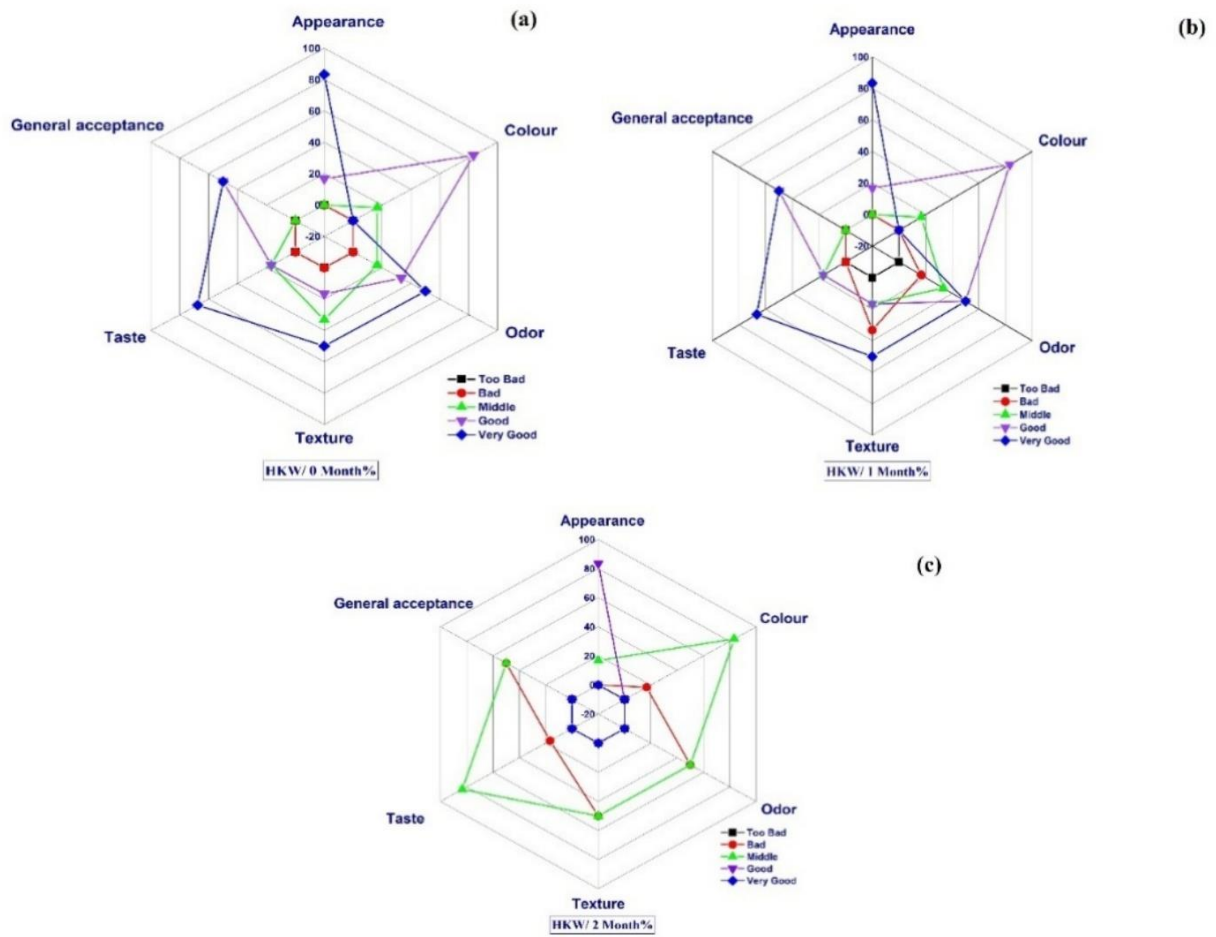 (a)
Appearance
100
80
60
40
20
0
-20
General acceptance
Colour
Taste
Odor
Texture
Too Bad
Bad
Middle
Good
Very Good
HKW/ 0 Month%
(b)
Appearance
100
80
60
40
20
0
-20
General acceptance
Colour
Taste
Odor
Texture
Too Bad
Bad
Middle
Good
Very Good
HKW/ 1 Month%
(c)
Appearance
100
80
60
40
20
0
-20
General acceptance
Colour
Taste
Odor
Texture
Too Bad
Bad
Middle
Good
Very Good
HKW/ 2 Month%